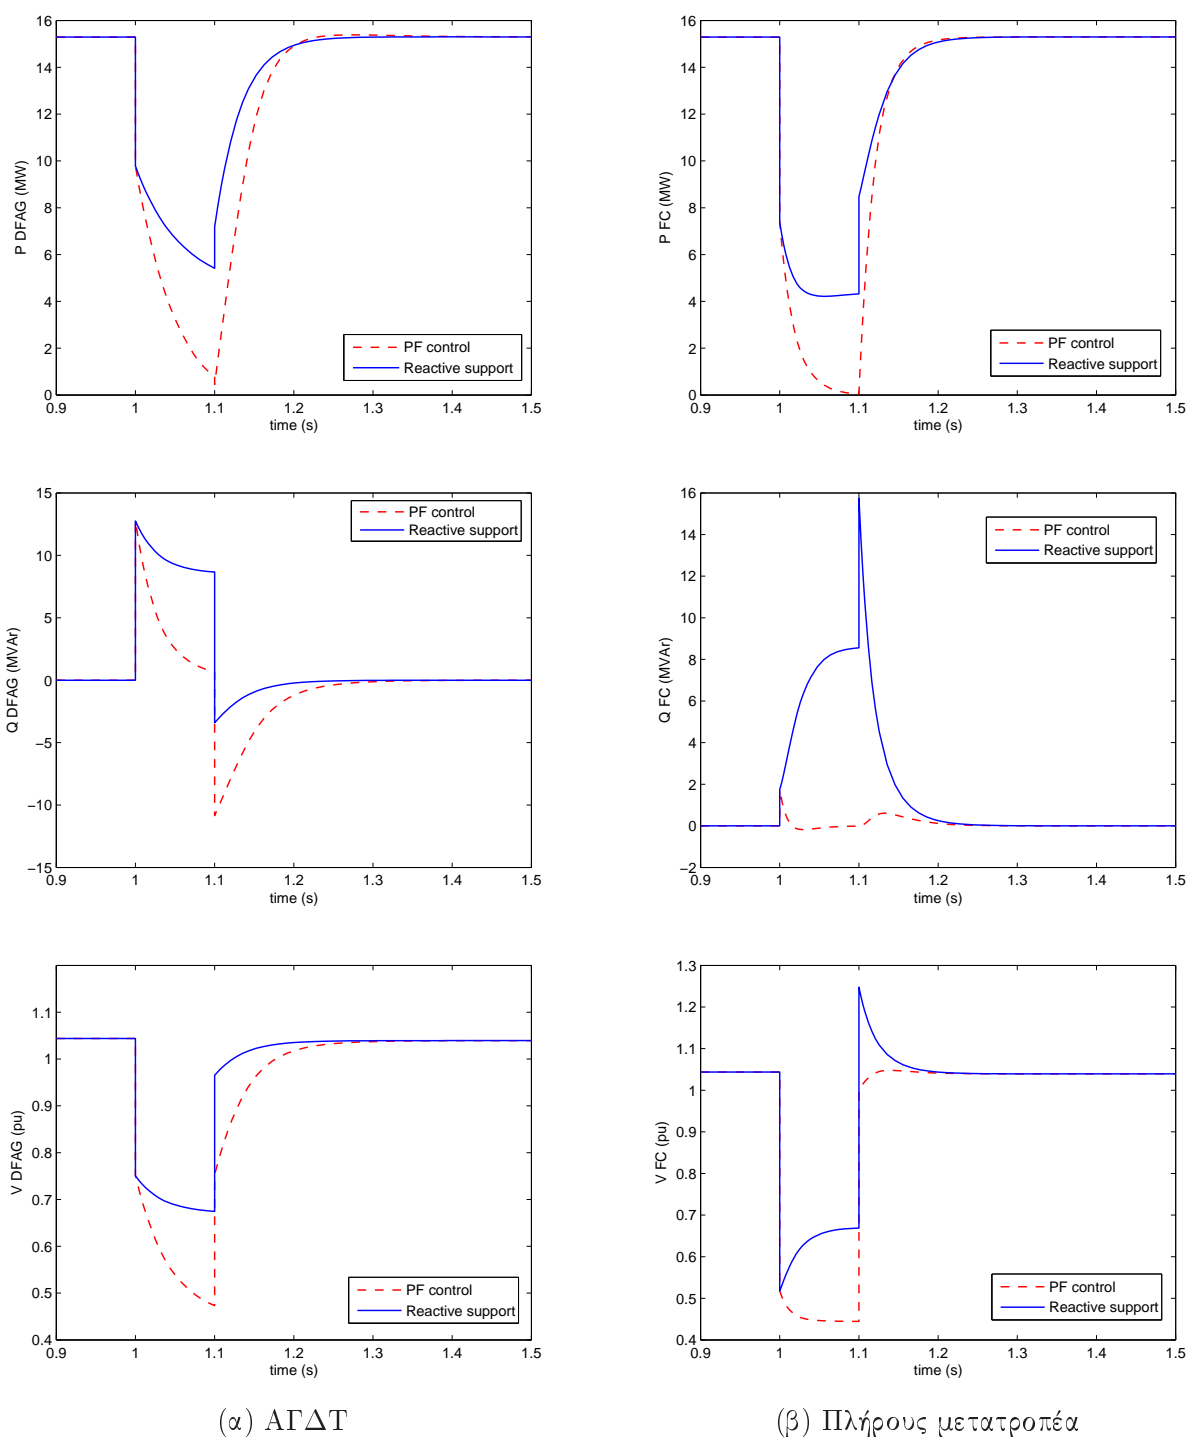 16
14
12
10
8
6
4
2
0
P DFAG (MW)
PF control
Reactive support
0.9 1 1.1 1.2 1.3 1.4 1.5
time (s)
16
14
12
10
8
6
4
2
0
P FC (MW)
PF control
Reactive support
0.9 1 1.1 1.2 1.3 1.4 1.5
time (s)
15
10
5
0
−5
−10
−15
Q DFAG (MVAr)
PF control
Reactive support
0.9 1 1.1 1.2 1.3 1.4 1.5
time (s)
16
14
12
10
8
6
4
2
0
−2
Q FC (MVAr)
PF control
Reactive support
0.9 1 1.1 1.2 1.3 1.4 1.5
time (s)
1.1
1
0.9
0.8
0.7
0.6
0.5
0.4
V DFAG (pu)
PF control
Reactive support
0.9 1 1.1 1.2 1.3 1.4 1.5
time (s)
1.3
1.2
1.1
1
0.9
0.8
0.7
0.6
0.5
0.4
V FC (pu)
PF control
Reactive support
0.9 1 1.1 1.2 1.3 1.4 1.5
time (s)
(α) ΑΓΔΤ
(β) Πλήρους μετατροπέα